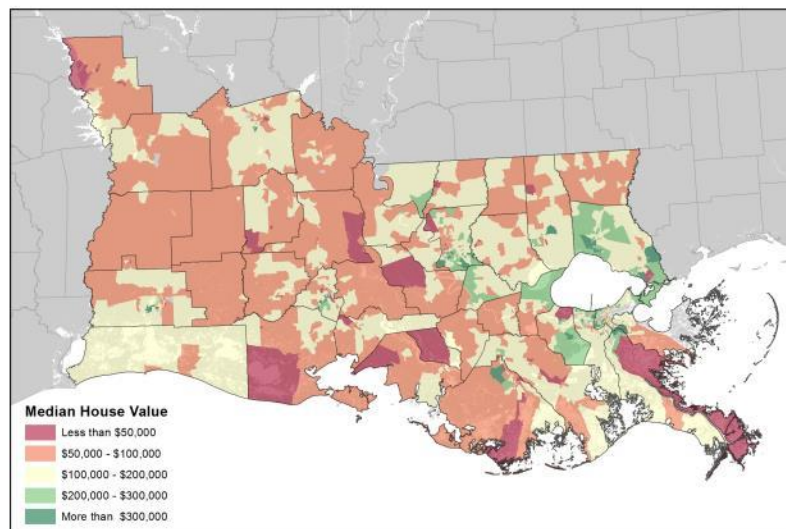 Median House Value
Less than $50,000
$50,000 - $100,000
$100,000 - $200,000
$200,000 - $300,000
More than $300,000